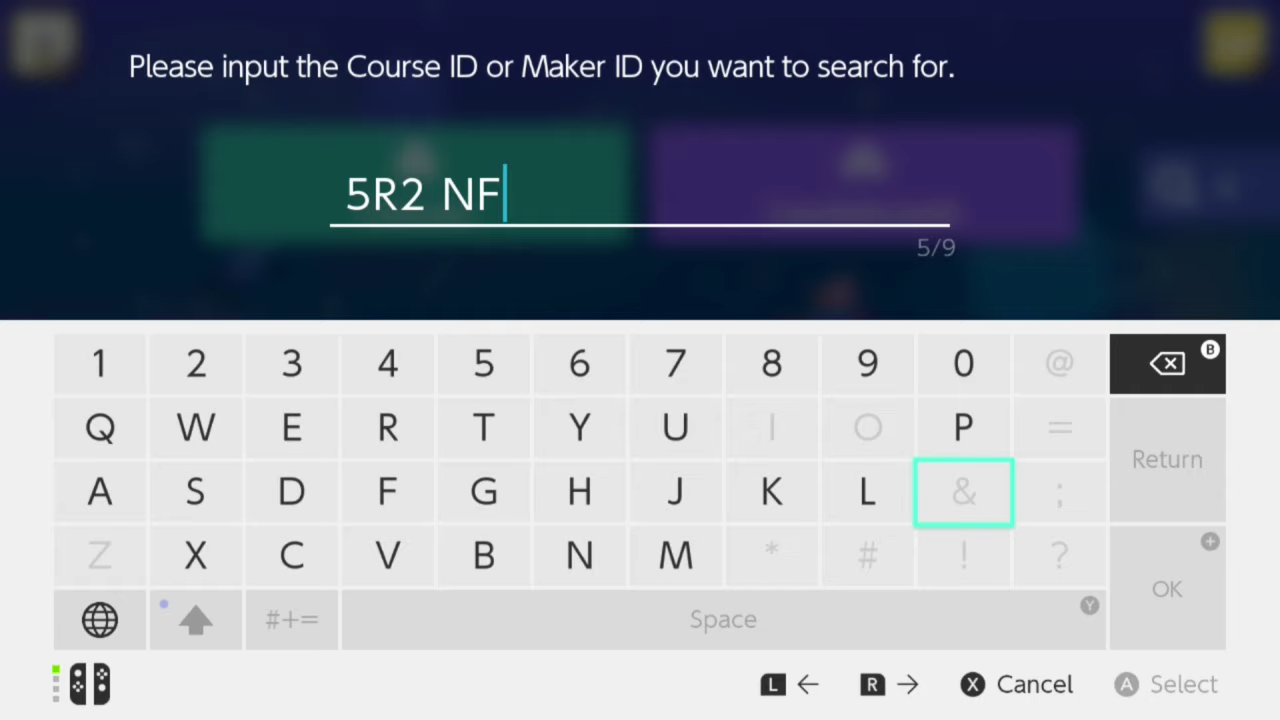 Please input the Course ID or Maker ID you want to search for.
5R2 NF
5/9
1 2 3 4 5 6 7 8 9 0 @ B
Q W E R T Y U I O P =
Return
A S D F G H J K L & ;
Z X C V B N M * # ! ? +
OK
#+= Space Y
L ← R → X Cancel A Select